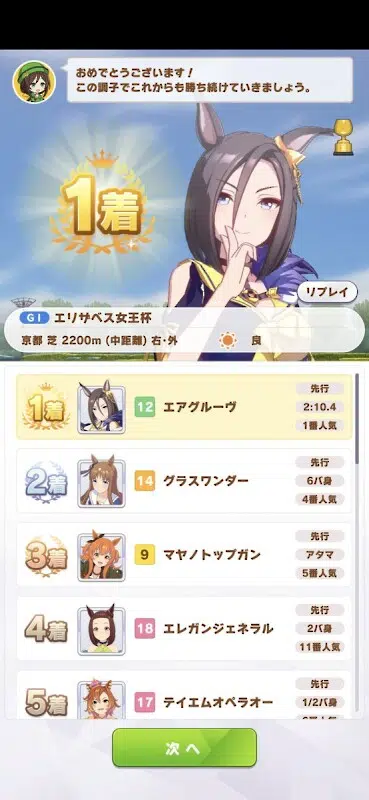 おめでとうございます！
この調子でこれからも勝ち続けていきましょう。
1着
リプレイ
GI エリザベス女王杯
京都 芝 2200m (中距離) 右・外 良
1着 12 エアグルーヴ 先行 2:10.4 1番人気
2着 14 グラスワンダー 先行 6バ身 4番人気
3着 9 マヤノトップガン 先行 アタマ 5番人気
4着 18 エレガンジェネラル 先行 2バ身 11番人気
5着 17 テイエムオペラオー 先行 1/2バ身
次へ